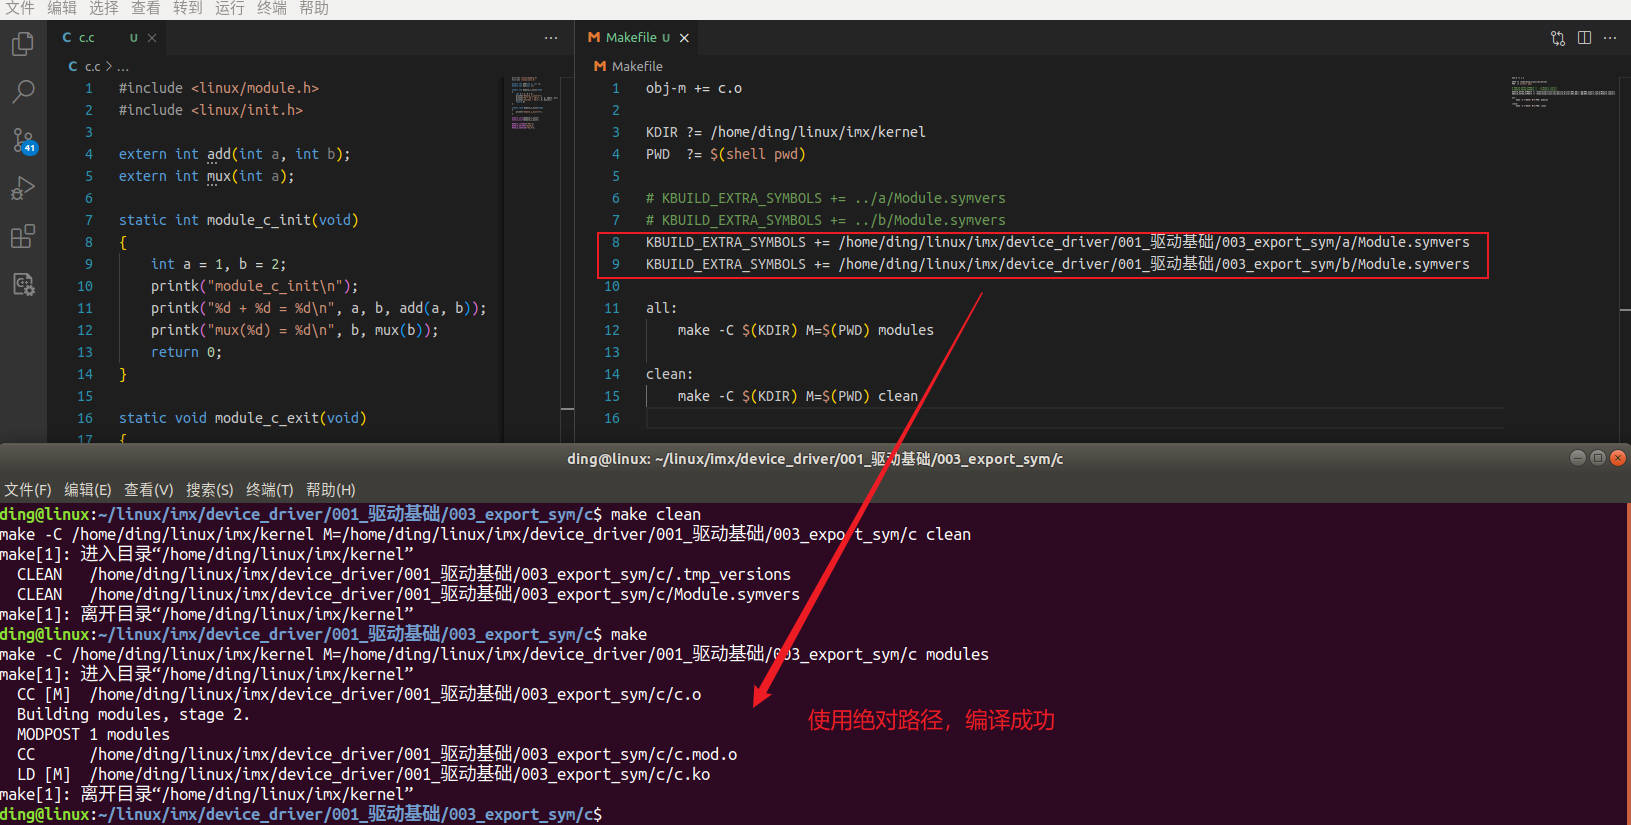 文件 编辑 选择 查看 转到 运行 终端 帮助
C c.c U ×
C c.c > ...
1 #include <linux/module.h>
2 #include <linux/init.h>
3
4 extern int add(int a, int b);
5 extern int mux(int a);
6
7 static int module_c_init(void)
8 {
9 int a = 1, b = 2;
10 printk("module_c_init\n");
11 printk("%d + %d = %d\n", a, b, add(a, b));
12 printk("mux(%d) = %d\n", b, mux(b));
13 return 0;
14 }
15
16 static void module_c_exit(void)
17 {
41
M Makefile U ×
M Makefile
1 obj-m += c.o
2
3 KDIR ?= /home/ding/linux/imx/kernel
4 PWD ?= $(shell pwd)
5
6 # KBUILD_EXTRA_SYMBOLS += ../a/Module.symvers
7 # KBUILD_EXTRA_SYMBOLS += ../b/Module.symvers
8 KBUILD_EXTRA_SYMBOLS += /home/ding/linux/imx/device_driver/001_驱动基础/003_export_sym/a/Module.symvers
9 KBUILD_EXTRA_SYMBOLS += /home/ding/linux/imx/device_driver/001_驱动基础/003_export_sym/b/Module.symvers
10
11 all:
12 make -C $(KDIR) M=$(PWD) modules
13
14 clean:
15 make -C $(KDIR) M=$(PWD) clean
16
ding@linux: ~/linux/imx/device_driver/001_驱动基础/003_export_sym/c
文件(F) 编辑(E) 查看(V) 搜索(S) 终端(T) 帮助(H)
ding@linux:~/linux/imx/device_driver/001_驱动基础/003_export_sym/c$ make clean
make -C /home/ding/linux/imx/kernel M=/home/ding/linux/imx/device_driver/001_驱动基础/003_export_sym/c clean
make[1]: 进入目录“/home/ding/linux/imx/kernel”
CLEAN /home/ding/linux/imx/device_driver/001_驱动基础/003_export_sym/c/.tmp_versions
CLEAN /home/ding/linux/imx/device_driver/001_驱动基础/003_export_sym/c/Module.symvers
make[1]: 离开目录“/home/ding/linux/imx/kernel”
ding@linux:~/linux/imx/device_driver/001_驱动基础/003_export_sym/c$ make
make -C /home/ding/linux/imx/kernel M=/home/ding/linux/imx/device_driver/001_驱动基础/003_export_sym/c modules
make[1]: 进入目录“/home/ding/linux/imx/kernel”
CC [M] /home/ding/linux/imx/device_driver/001_驱动基础/003_export_sym/c/c.o
Building modules, stage 2.
MODPOST 1 modules
CC /home/ding/linux/imx/device_driver/001_驱动基础/003_export_sym/c/c.mod.o
LD [M] /home/ding/linux/imx/device_driver/001_驱动基础/003_export_sym/c/c.ko
make[1]: 离开目录“/home/ding/linux/imx/kernel”
ding@linux:~/linux/imx/device_driver/001_驱动基础/003_export_sym/c$
使用绝对路径，编译成功